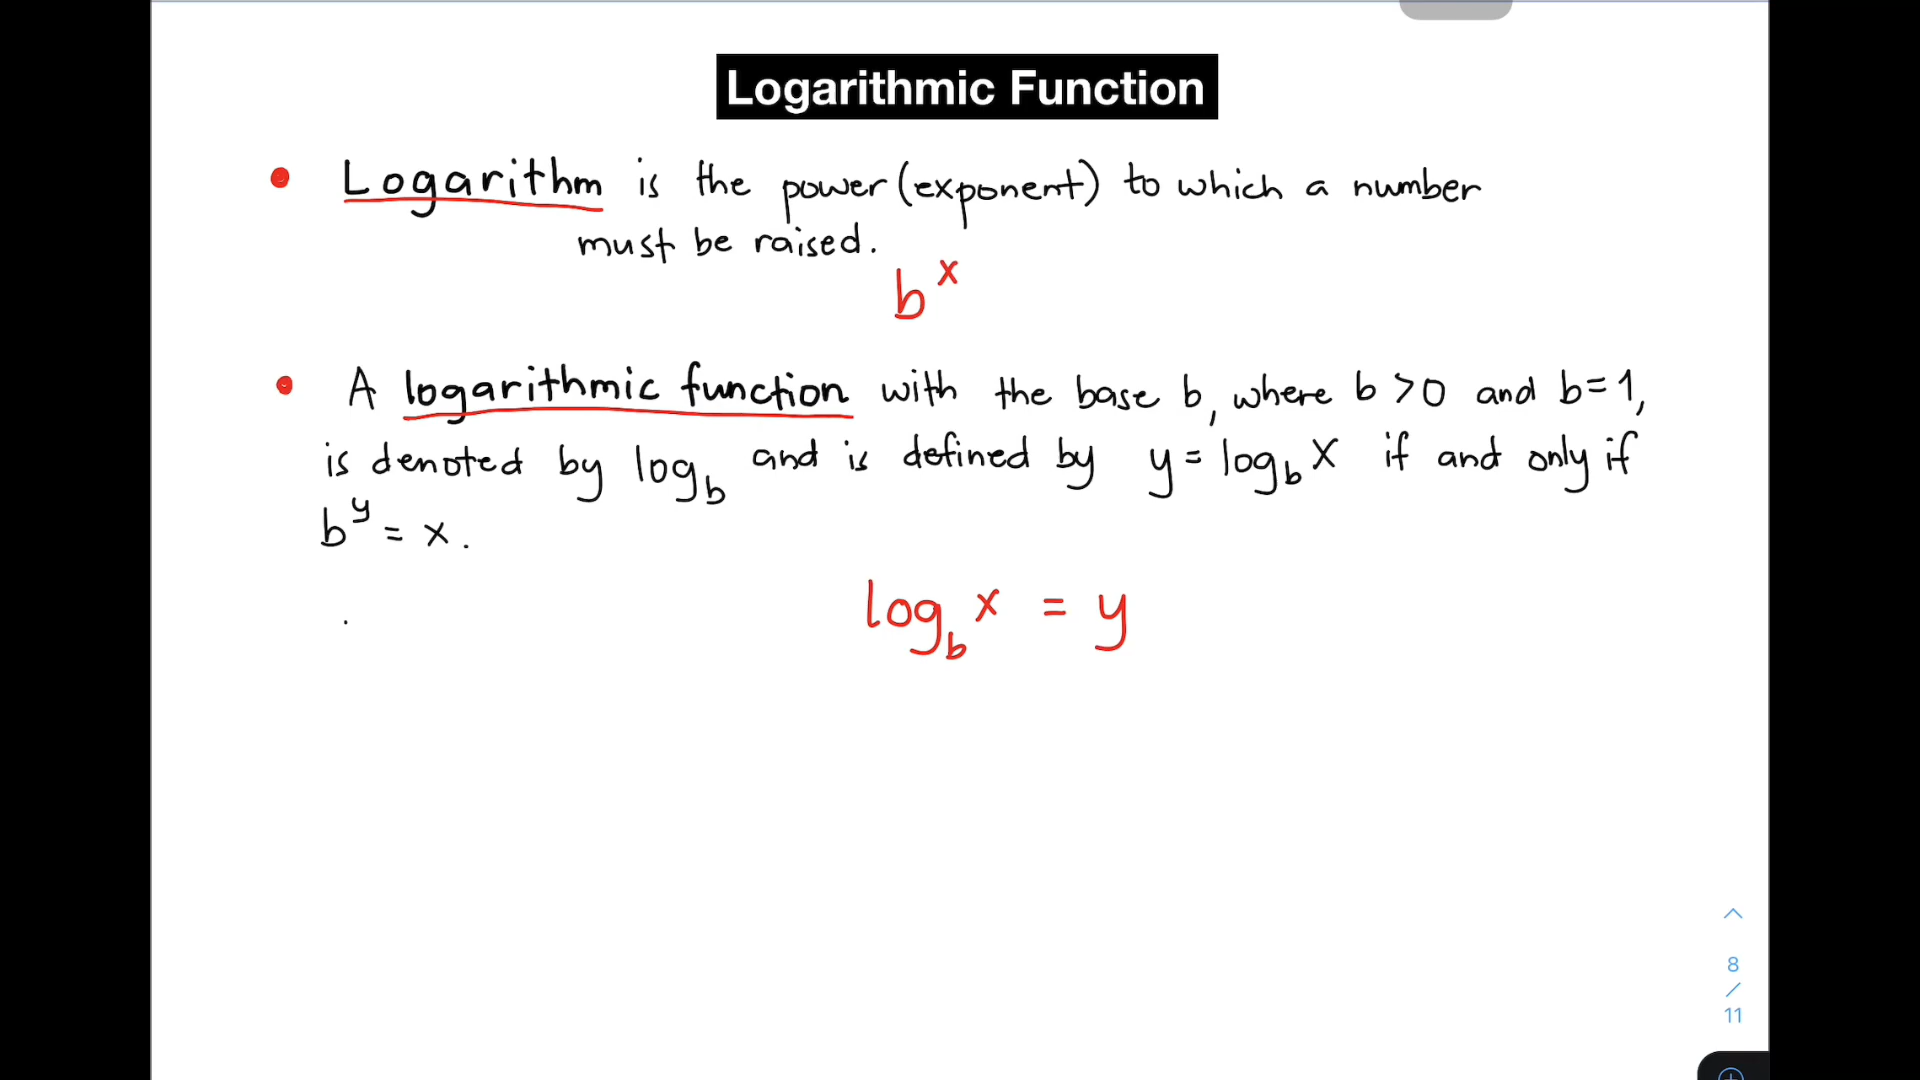 Logarithmic Function
• Logarithm is the power (exponent) to which a number
must be raised.
b^x
• A logarithmic function with the base b, where b > 0 and b = 1,
is denoted by log_b and is defined by y = log_b x if and only if
b^y = x.
log_b x = y
8
/
11